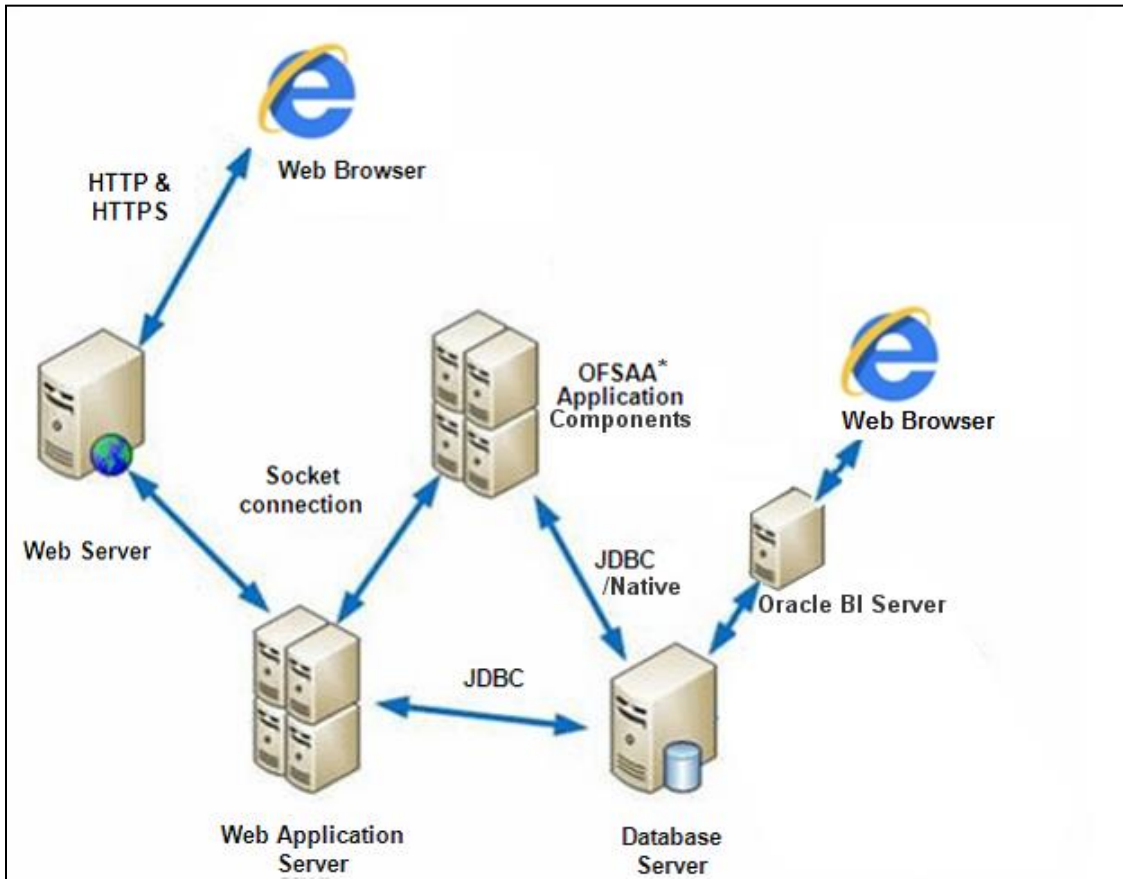 Web Browser
HTTP &
HTTPS
OFSAA*
Application
Components
Web Browser
Socket
connection
Web Server
JDBC
/Native
Oracle BI Server
JDBC
Web Application
Server
Database
Server